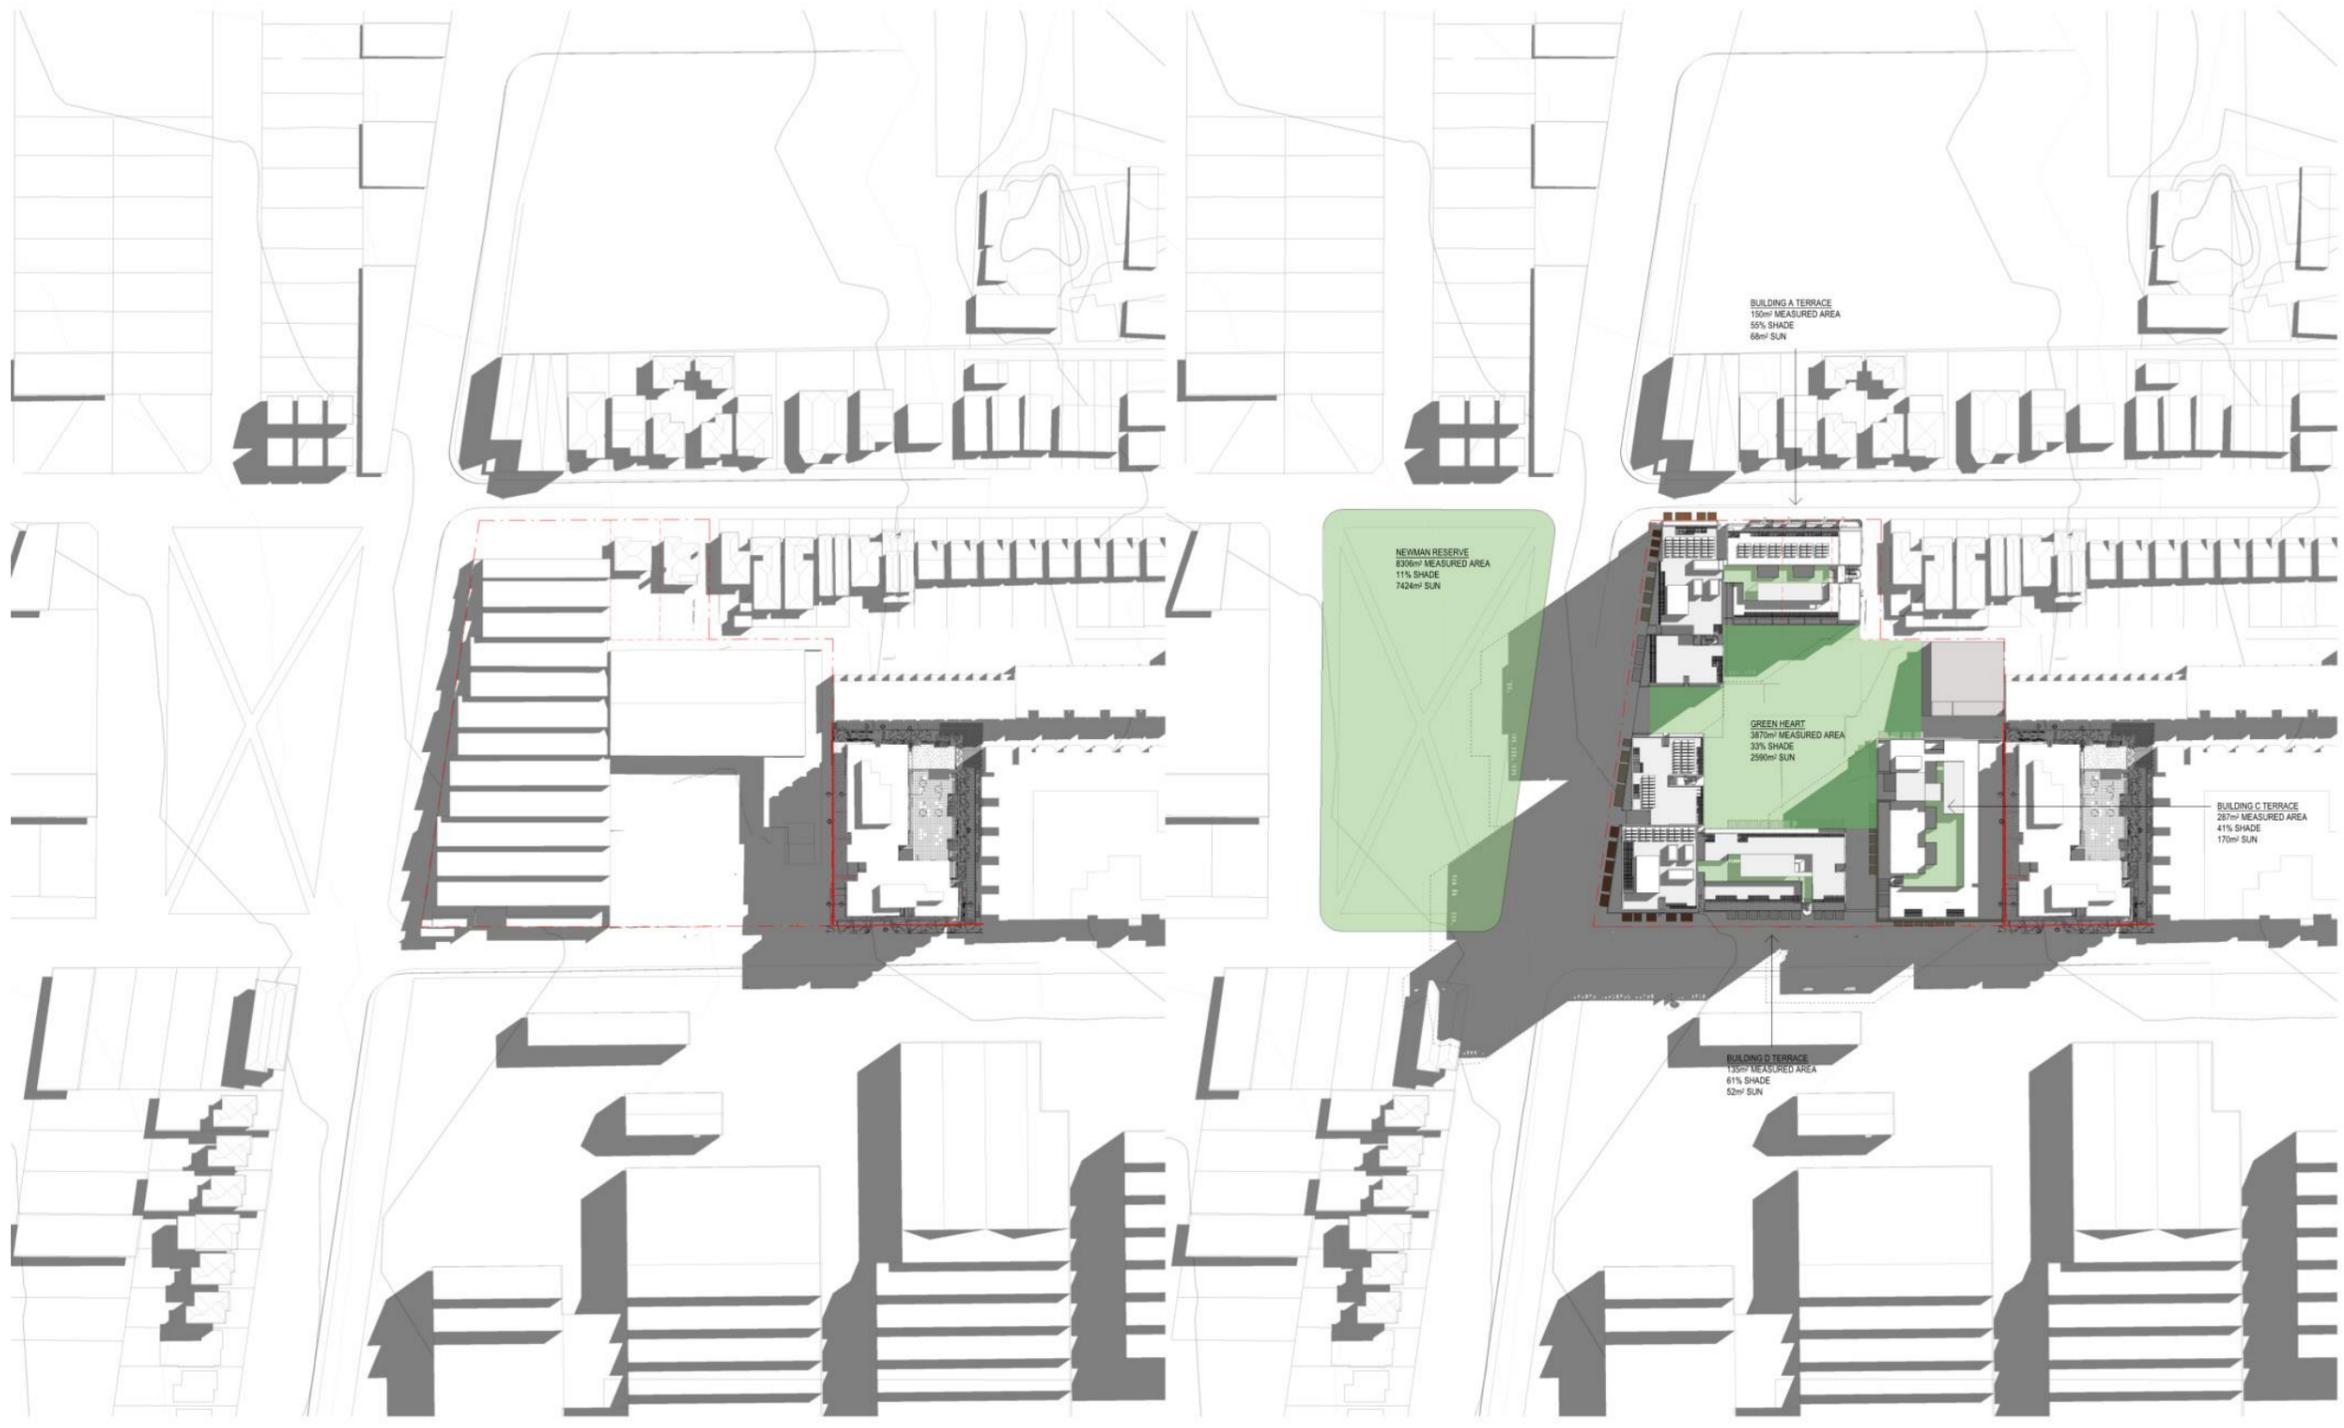 BUILDING A TERRACE
150m² MEASURED AREA
55% SHADE
68m² SUN
NEWMAN RESERVE
8306m² MEASURED AREA
11% SHADE
7424m² SUN
GREEN HEART
3870m² MEASURED AREA
33% SHADE
2590m² SUN
BUILDING C TERRACE
287m² MEASURED AREA
41% SHADE
170m² SUN
BUILDING D TERRACE
135m² MEASURED AREA
61% SHADE
52m² SUN